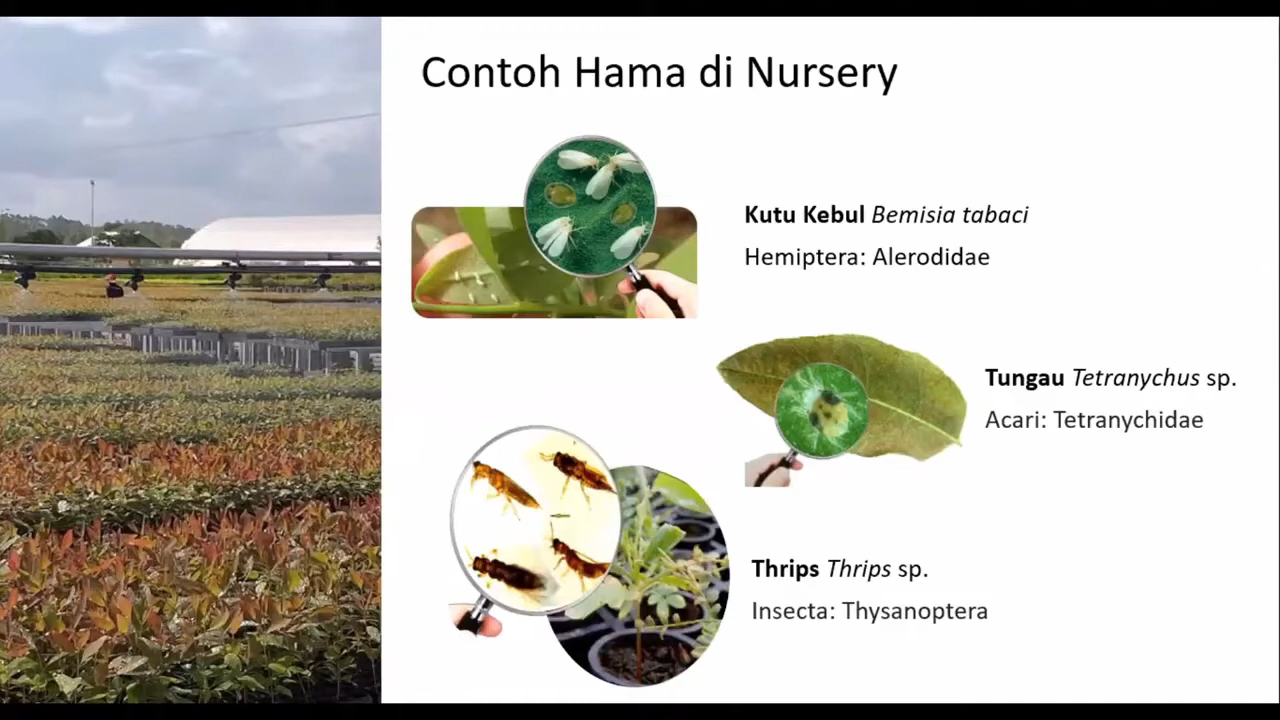 Contoh Hama di Nursery
Kutu Kebul Bemisia tabaci
Hemiptera: Alerodidae
Tungau Tetranychus sp.
Acari: Tetranychidae
Thrips Thrips sp.
Insecta: Thysanoptera